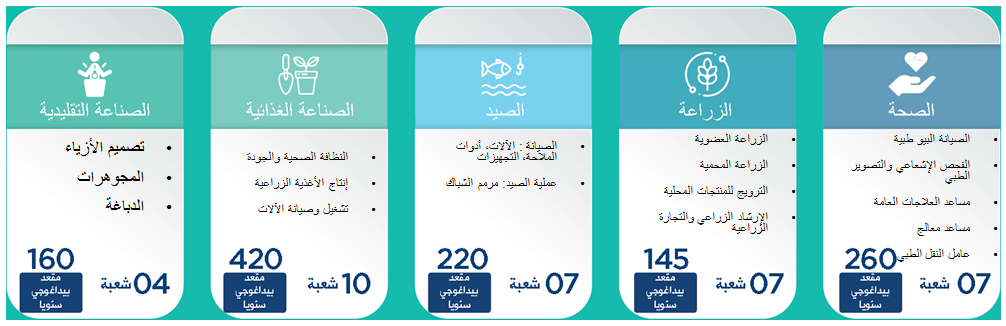 الصحة
• الصيانة البيو طبية
• الفحص الإشعاعي والتصوير
الطبي
• مساعد العلاجات العامة
• مساعد معالج
• عامل النقل الطبي
07 شعبة
260
مقعد
بيداغوجي
سنويا
الزراعة
• الزراعة العضوية
• الزراعة المحمية
• الترويج للمنتجات المحلية
• الإرشاد الزراعي والتجارة
الزراعية
07 شعبة
145
مقعد
بيداغوجي
سنويا
الصيد
• الصيانة : الآلات، أدوات
الملاحة، التجهيزات
• عملية الصيد: مرمم الشباك
07 شعبة
220
مقعد
بيداغوجي
سنويا
الصناعة الغذائية
• النظافة الصحية والجودة
• إنتاج الأغذية الزراعية
• تشغيل وصيانة الآلات
10 شعبة
420
مقعد
بيداغوجي
سنويا
الصناعة التقليدية
• تصميم الأزياء
• المجوهرات
• الدباغة
04 شعبة
160
مقعد
بيداغوجي
سنويا